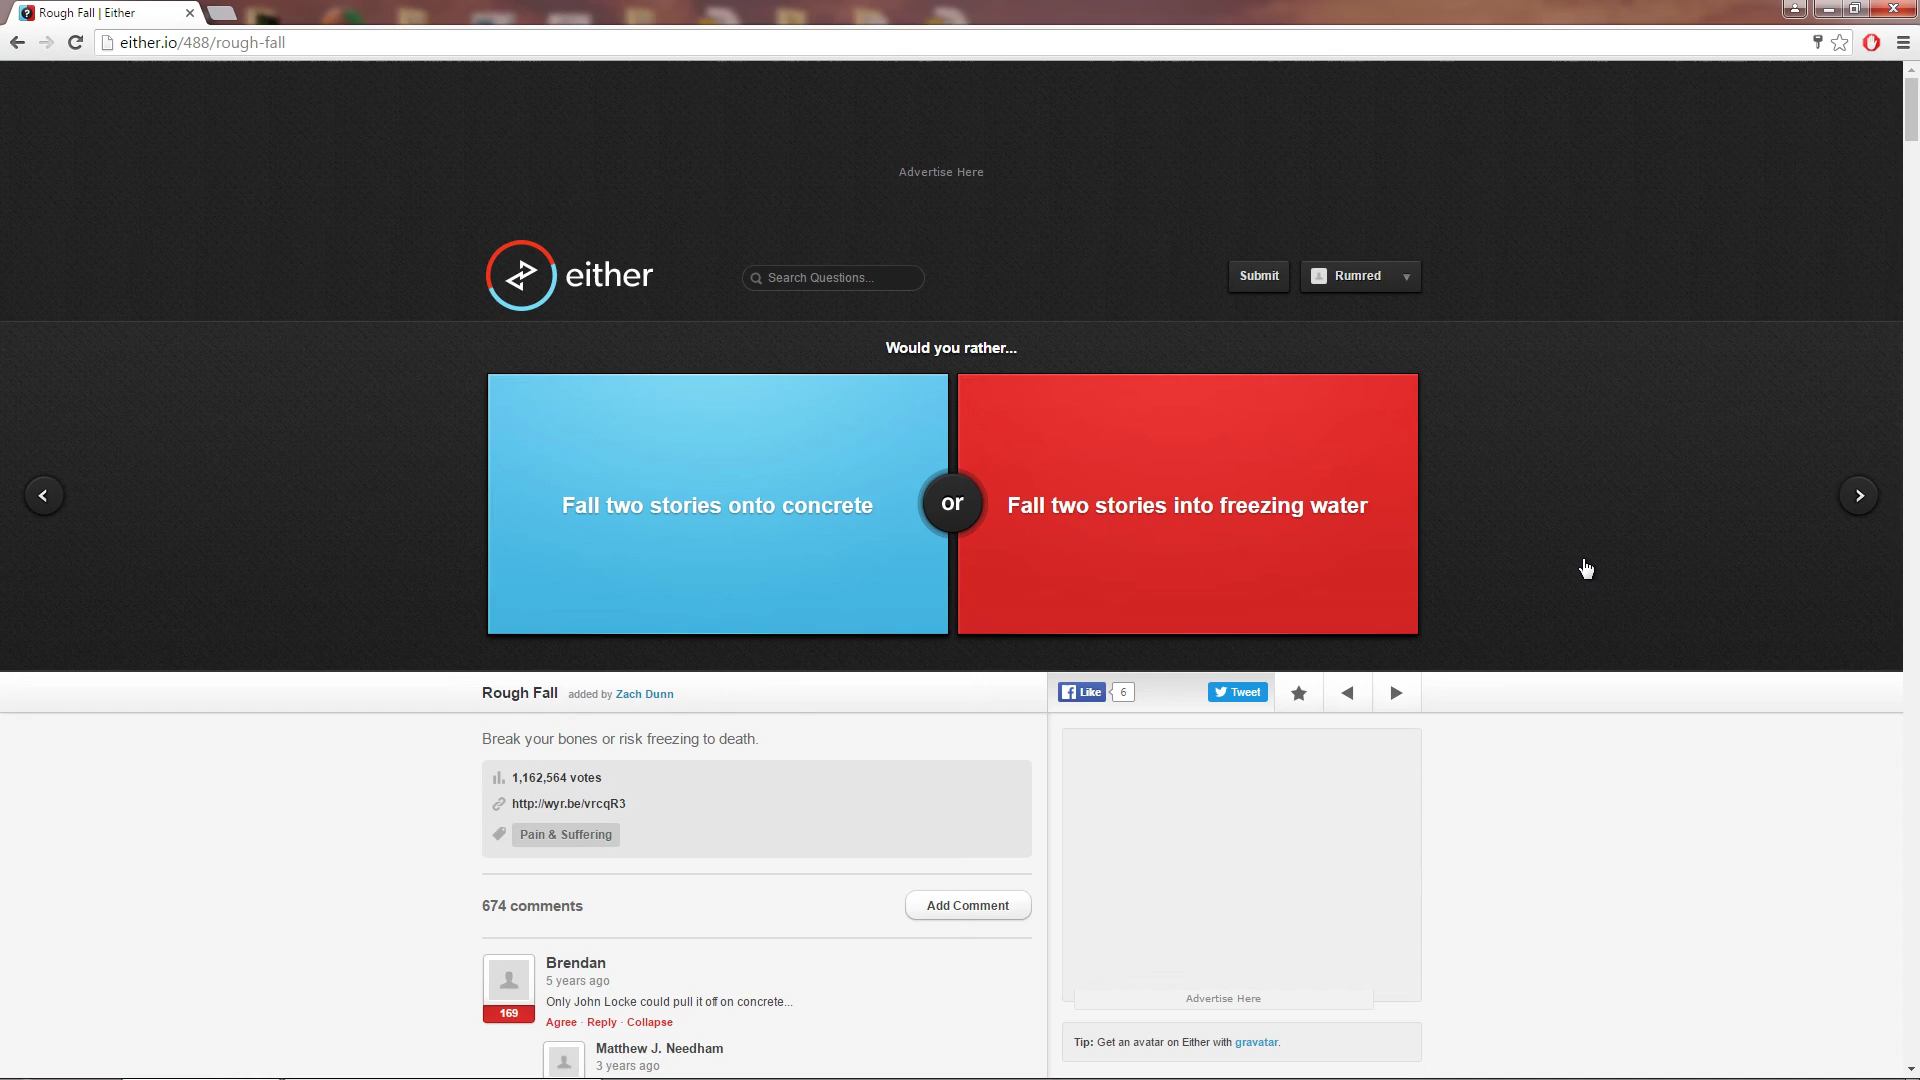 Rough Fall | Either
either.io/488/rough-fall
Advertise Here
either
Search Questions...
Submit
Rumred
Would you rather...
Fall two stories onto concrete
or
Fall two stories into freezing water
Rough Fall added by Zach Dunn
Like 6
Tweet
Break your bones or risk freezing to death.
1,162,564 votes
http://wyr.be/vrcqR3
Pain & Suffering
674 comments
Add Comment
Brendan
5 years ago
Only John Locke could pull it off on concrete...
169
Agree · Reply · Collapse
Matthew J. Needham
3 years ago
Advertise Here
Tip: Get an avatar on Either with gravatar.